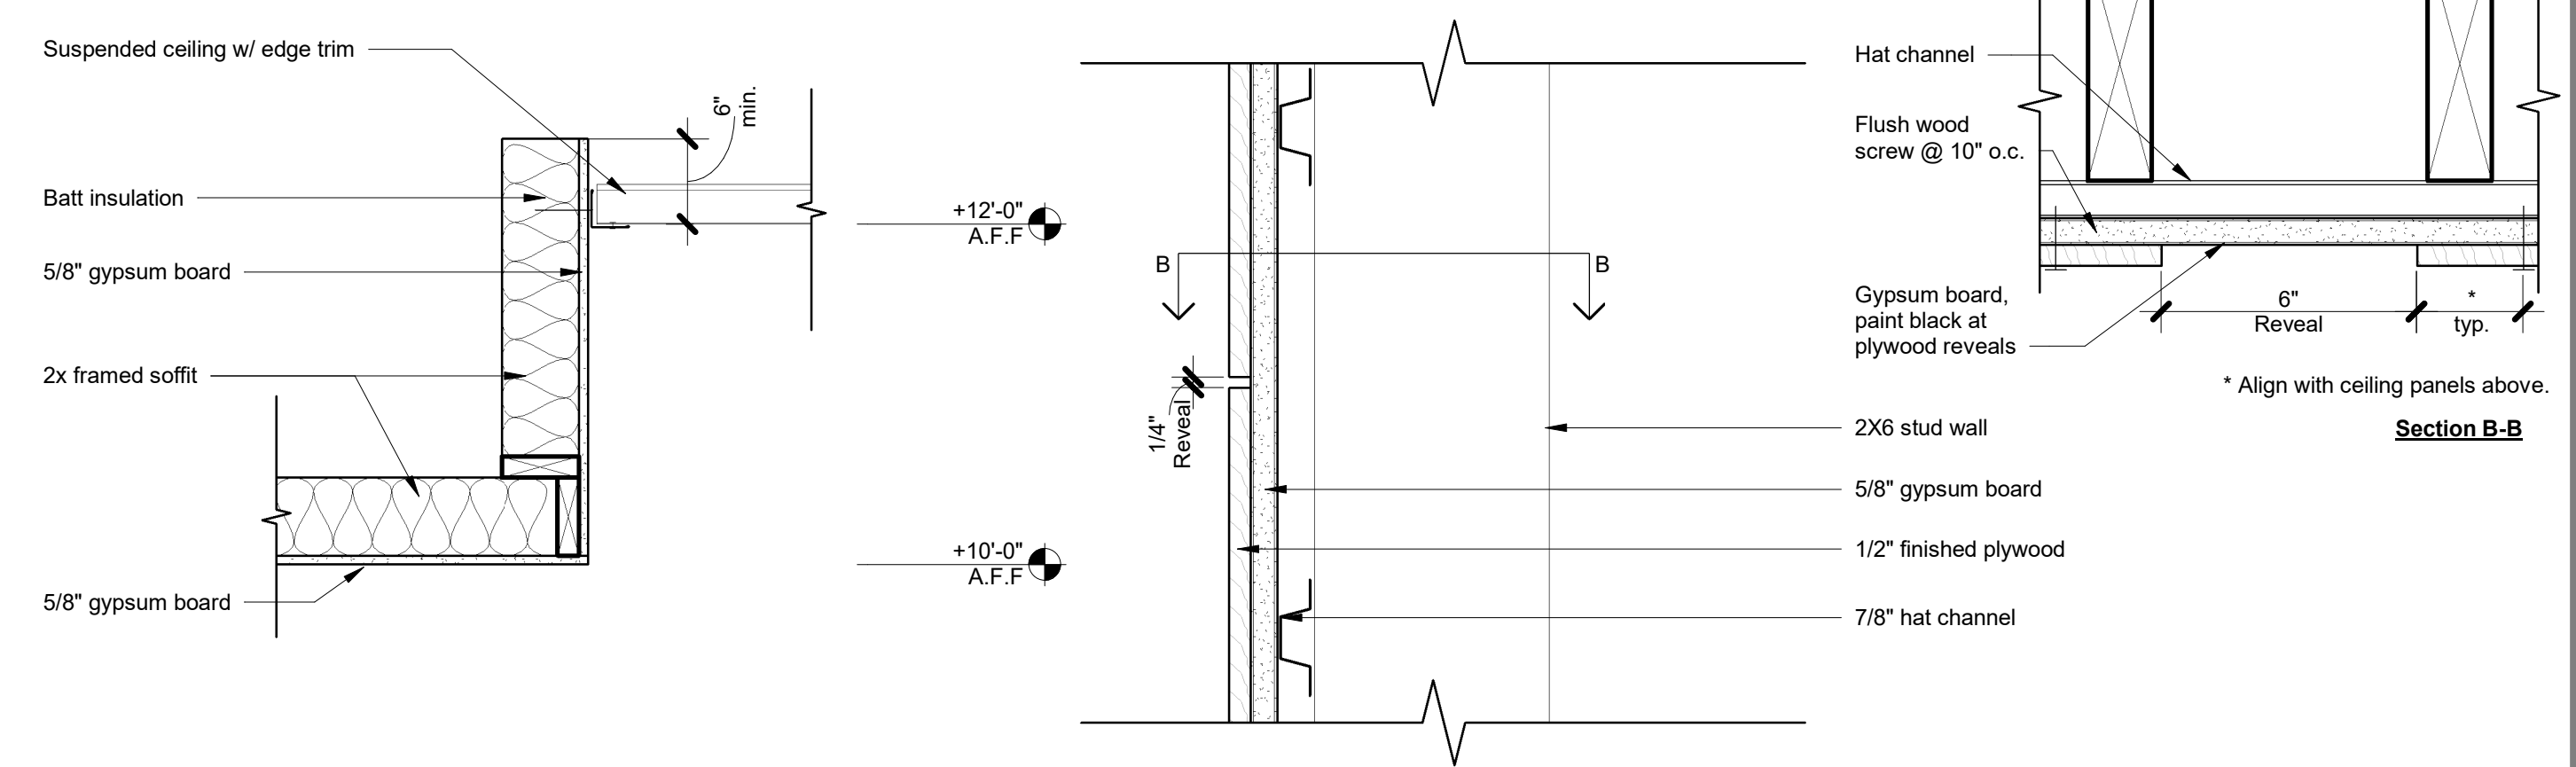 Suspended ceiling w/ edge trim
6"
min.
Batt insulation
5/8" gypsum board
2x framed soffit
5/8" gypsum board
+12'-0"
A.F.F
+10'-0"
A.F.F
B
B
1/4"
Reveal
2X6 stud wall
5/8" gypsum board
1/2" finished plywood
7/8" hat channel
Hat channel
Flush wood
screw @ 10" o.c.
Gypsum board,
paint black at
plywood reveals
6"
Reveal
*
typ.
* Align with ceiling panels above.
Section B-B